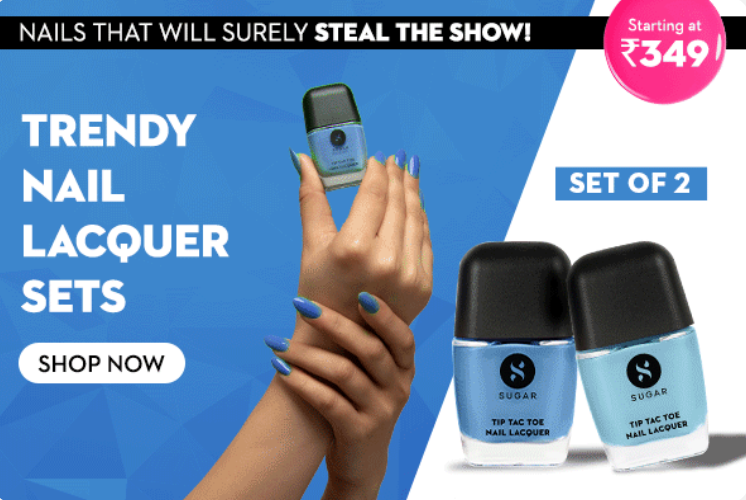 NAILS THAT WILL SURELY STEAL THE SHOW!
Starting at
₹349
TRENDY
NAIL
LACQUER
SETS
SHOP NOW
SET OF 2
SUGAR
TIP TAC TOE
NAIL LACQUER
SUGAR
TIP TAC TOE
NAIL LACQUER